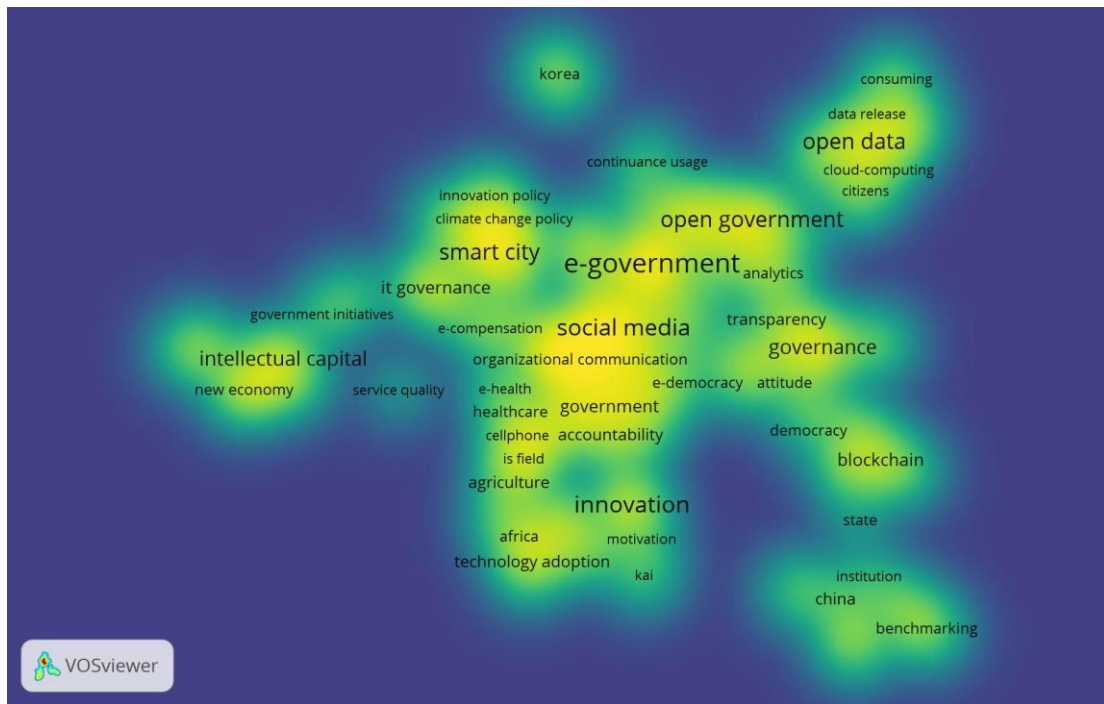 korea
consuming
data release
open data
cloud-computing
citizens
continuance usage
innovation policy
climate change policy
open government
smart city
e-government
analytics
it governance
government initiatives
transparency
e-compensation
social media
governance
intellectual capital
organizational communication
new economy
service quality
e-health
e-democracy
attitude
healthcare
government
cellphone
accountability
democracy
is field
blockchain
agriculture
innovation
state
africa
motivation
technology adoption
kai
institution
china
benchmarking
VOSviewer